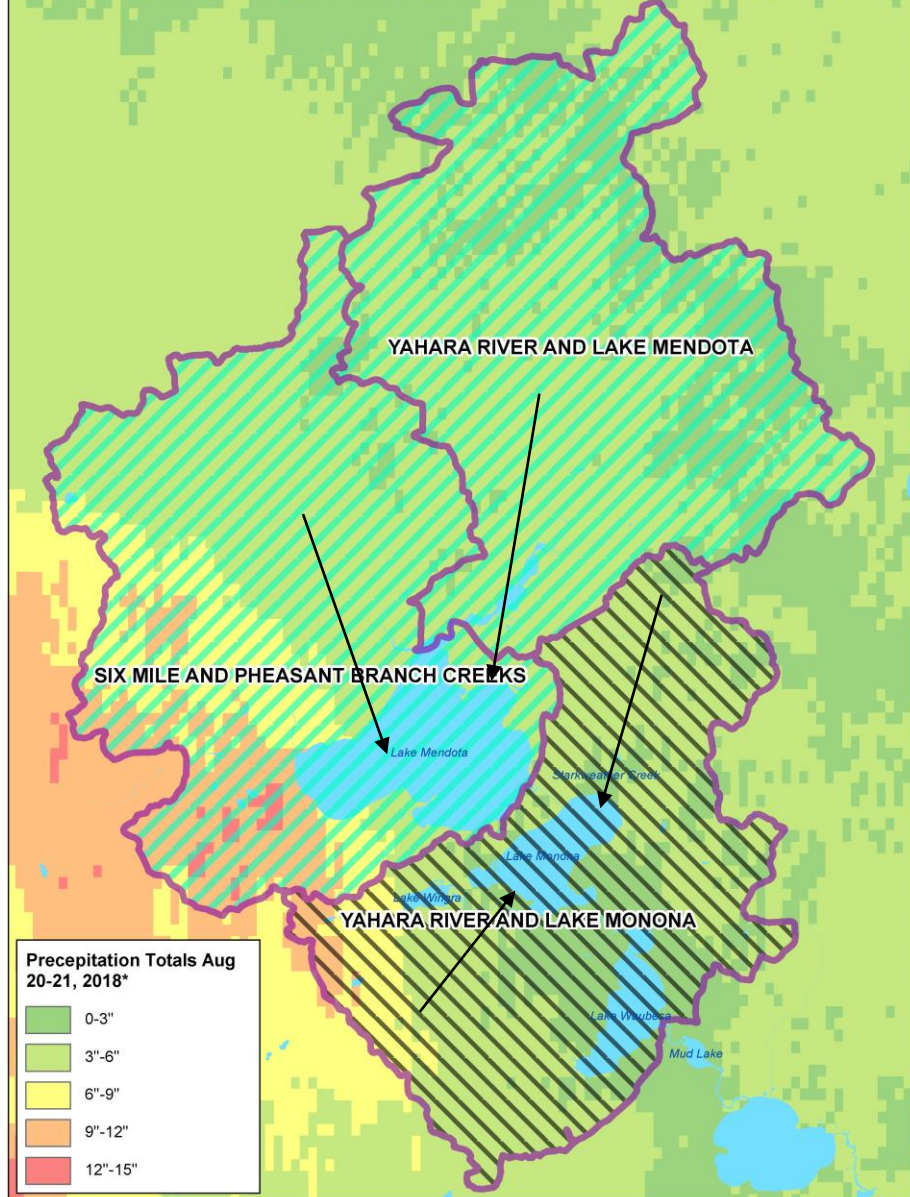 YAHARA RIVER AND LAKE MENDOTA
SIX MILE AND PHEASANT BRANCH CREEKS
Lake Mendota
Starkweather Creek
Lake Monona
Lake Wingra
YAHARA RIVER AND LAKE MONONA
Lake Waubesa
Mud Lake
Precepitation Totals Aug
20-21, 2018*
0-3"
3"-6"
6"-9"
9"-12"
12"-15"